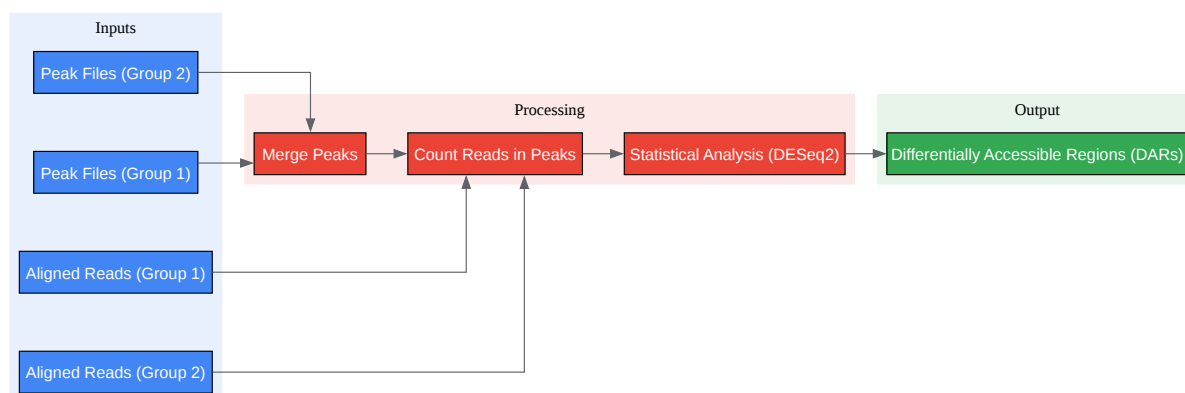 Inputs
Peak Files (Group 2)
Peak Files (Group 1)
Aligned Reads (Group 1)
Aligned Reads (Group 2)
Processing
Merge Peaks
Count Reads in Peaks
Statistical Analysis (DESeq2)
Output
Differentially Accessible Regions (DARs)